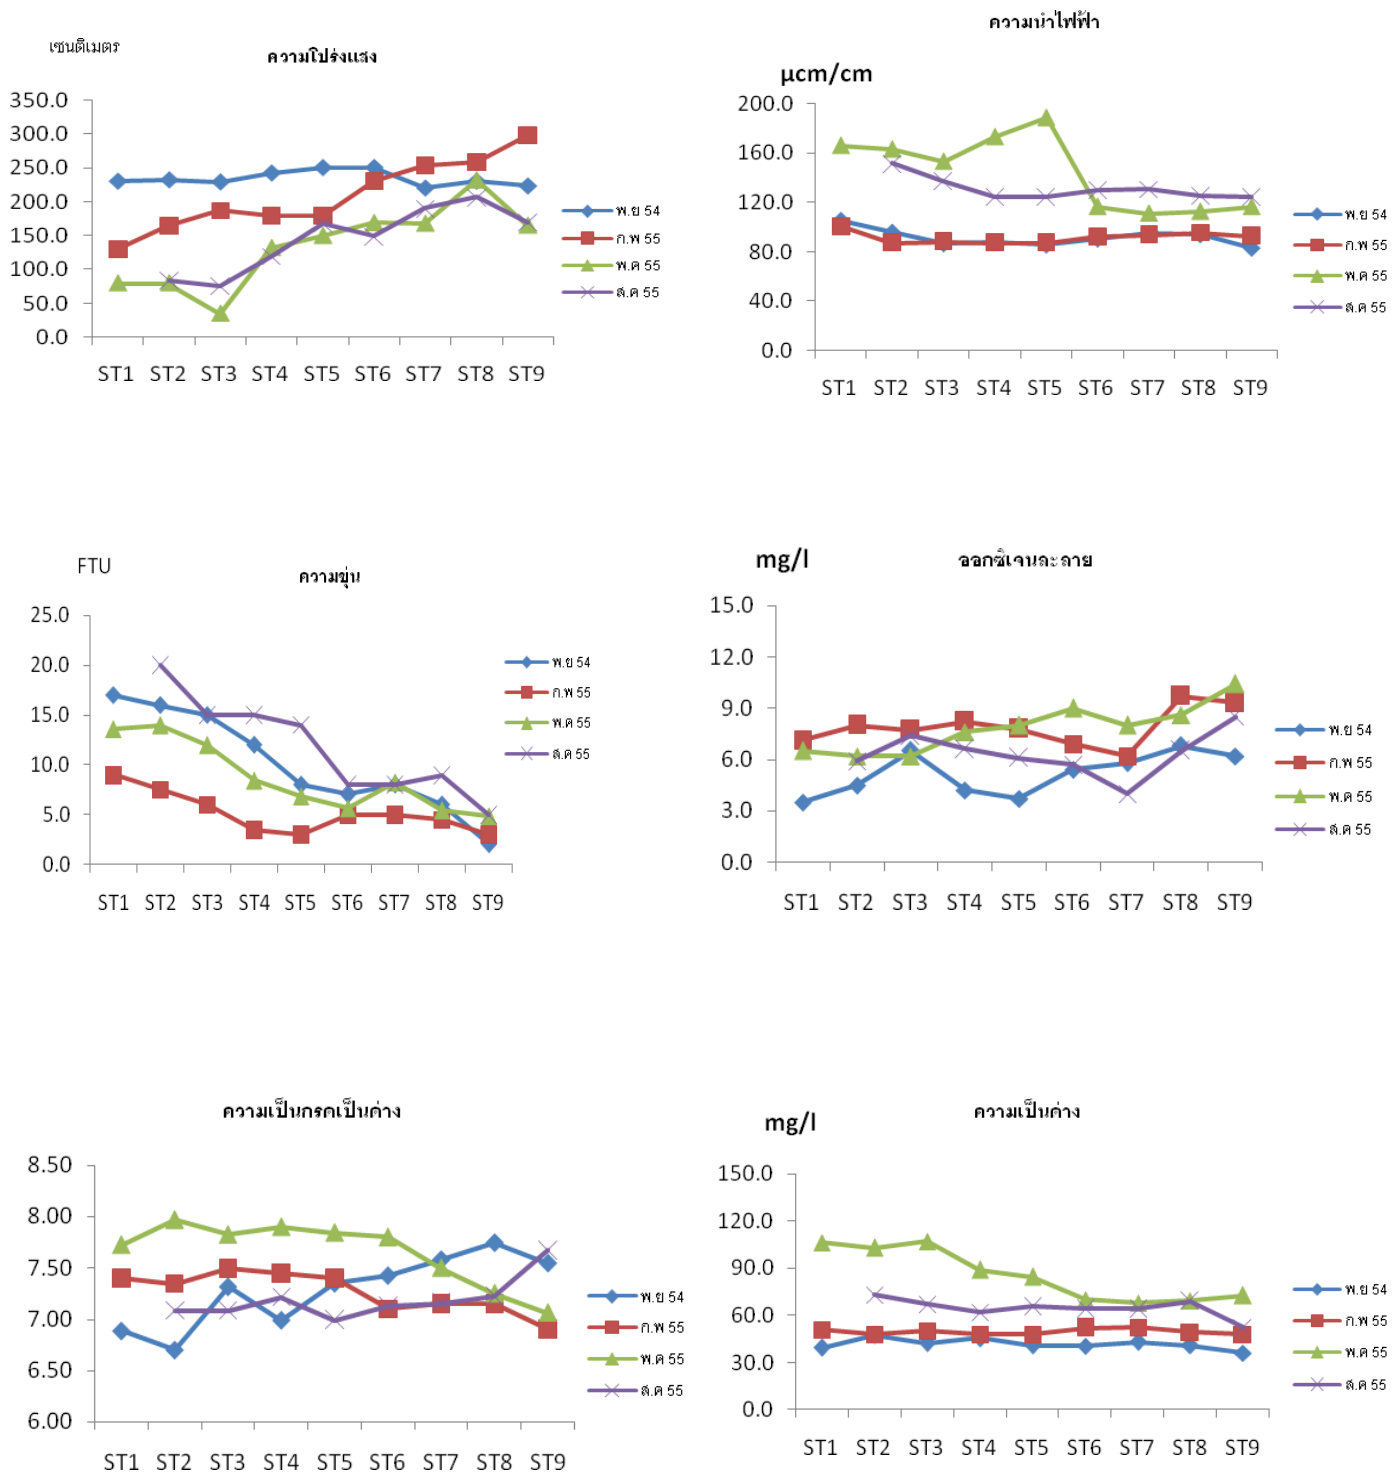 เซนติเมตร
ความโปร่งแสง
350.0
300.0
250.0
200.0
150.0
100.0
50.0
0.0
ST1 ST2 ST3 ST4 ST5 ST6 ST7 ST8 ST9
พ.ย 54
ก.พ 55
พ.ค 55
ส.ค 55
ความนำไฟฟ้า
µcm/cm
200.0
160.0
120.0
80.0
40.0
0.0
ST1 ST2 ST3 ST4 ST5 ST6 ST7 ST8 ST9
พ.ย 54
ก.พ 55
พ.ค 55
ส.ค 55
FTU
ความขุ่น
25.0
20.0
15.0
10.0
5.0
0.0
ST1 ST2 ST3 ST4 ST5 ST6 ST7 ST8 ST9
พ.ย 54
ก.พ 55
พ.ค 55
ส.ค 55
mg/l
ออกซิเจนละลาย
15.0
12.0
9.0
6.0
3.0
0.0
ST1 ST2 ST3 ST4 ST5 ST6 ST7 ST8 ST9
พ.ย 54
ก.พ 55
พ.ค 55
ส.ค 55
ความเป็นกรดเป็นด่าง
8.50
8.00
7.50
7.00
6.50
6.00
ST1 ST2 ST3 ST4 ST5 ST6 ST7 ST8 ST9
พ.ย 54
ก.พ 55
พ.ค 55
ส.ค 55
mg/l
ความเป็นด่าง
150.0
120.0
90.0
60.0
30.0
0.0
ST1 ST2 ST3 ST4 ST5 ST6 ST7 ST8 ST9
พ.ย 54
ก.พ 55
พ.ค 55
ส.ค 55